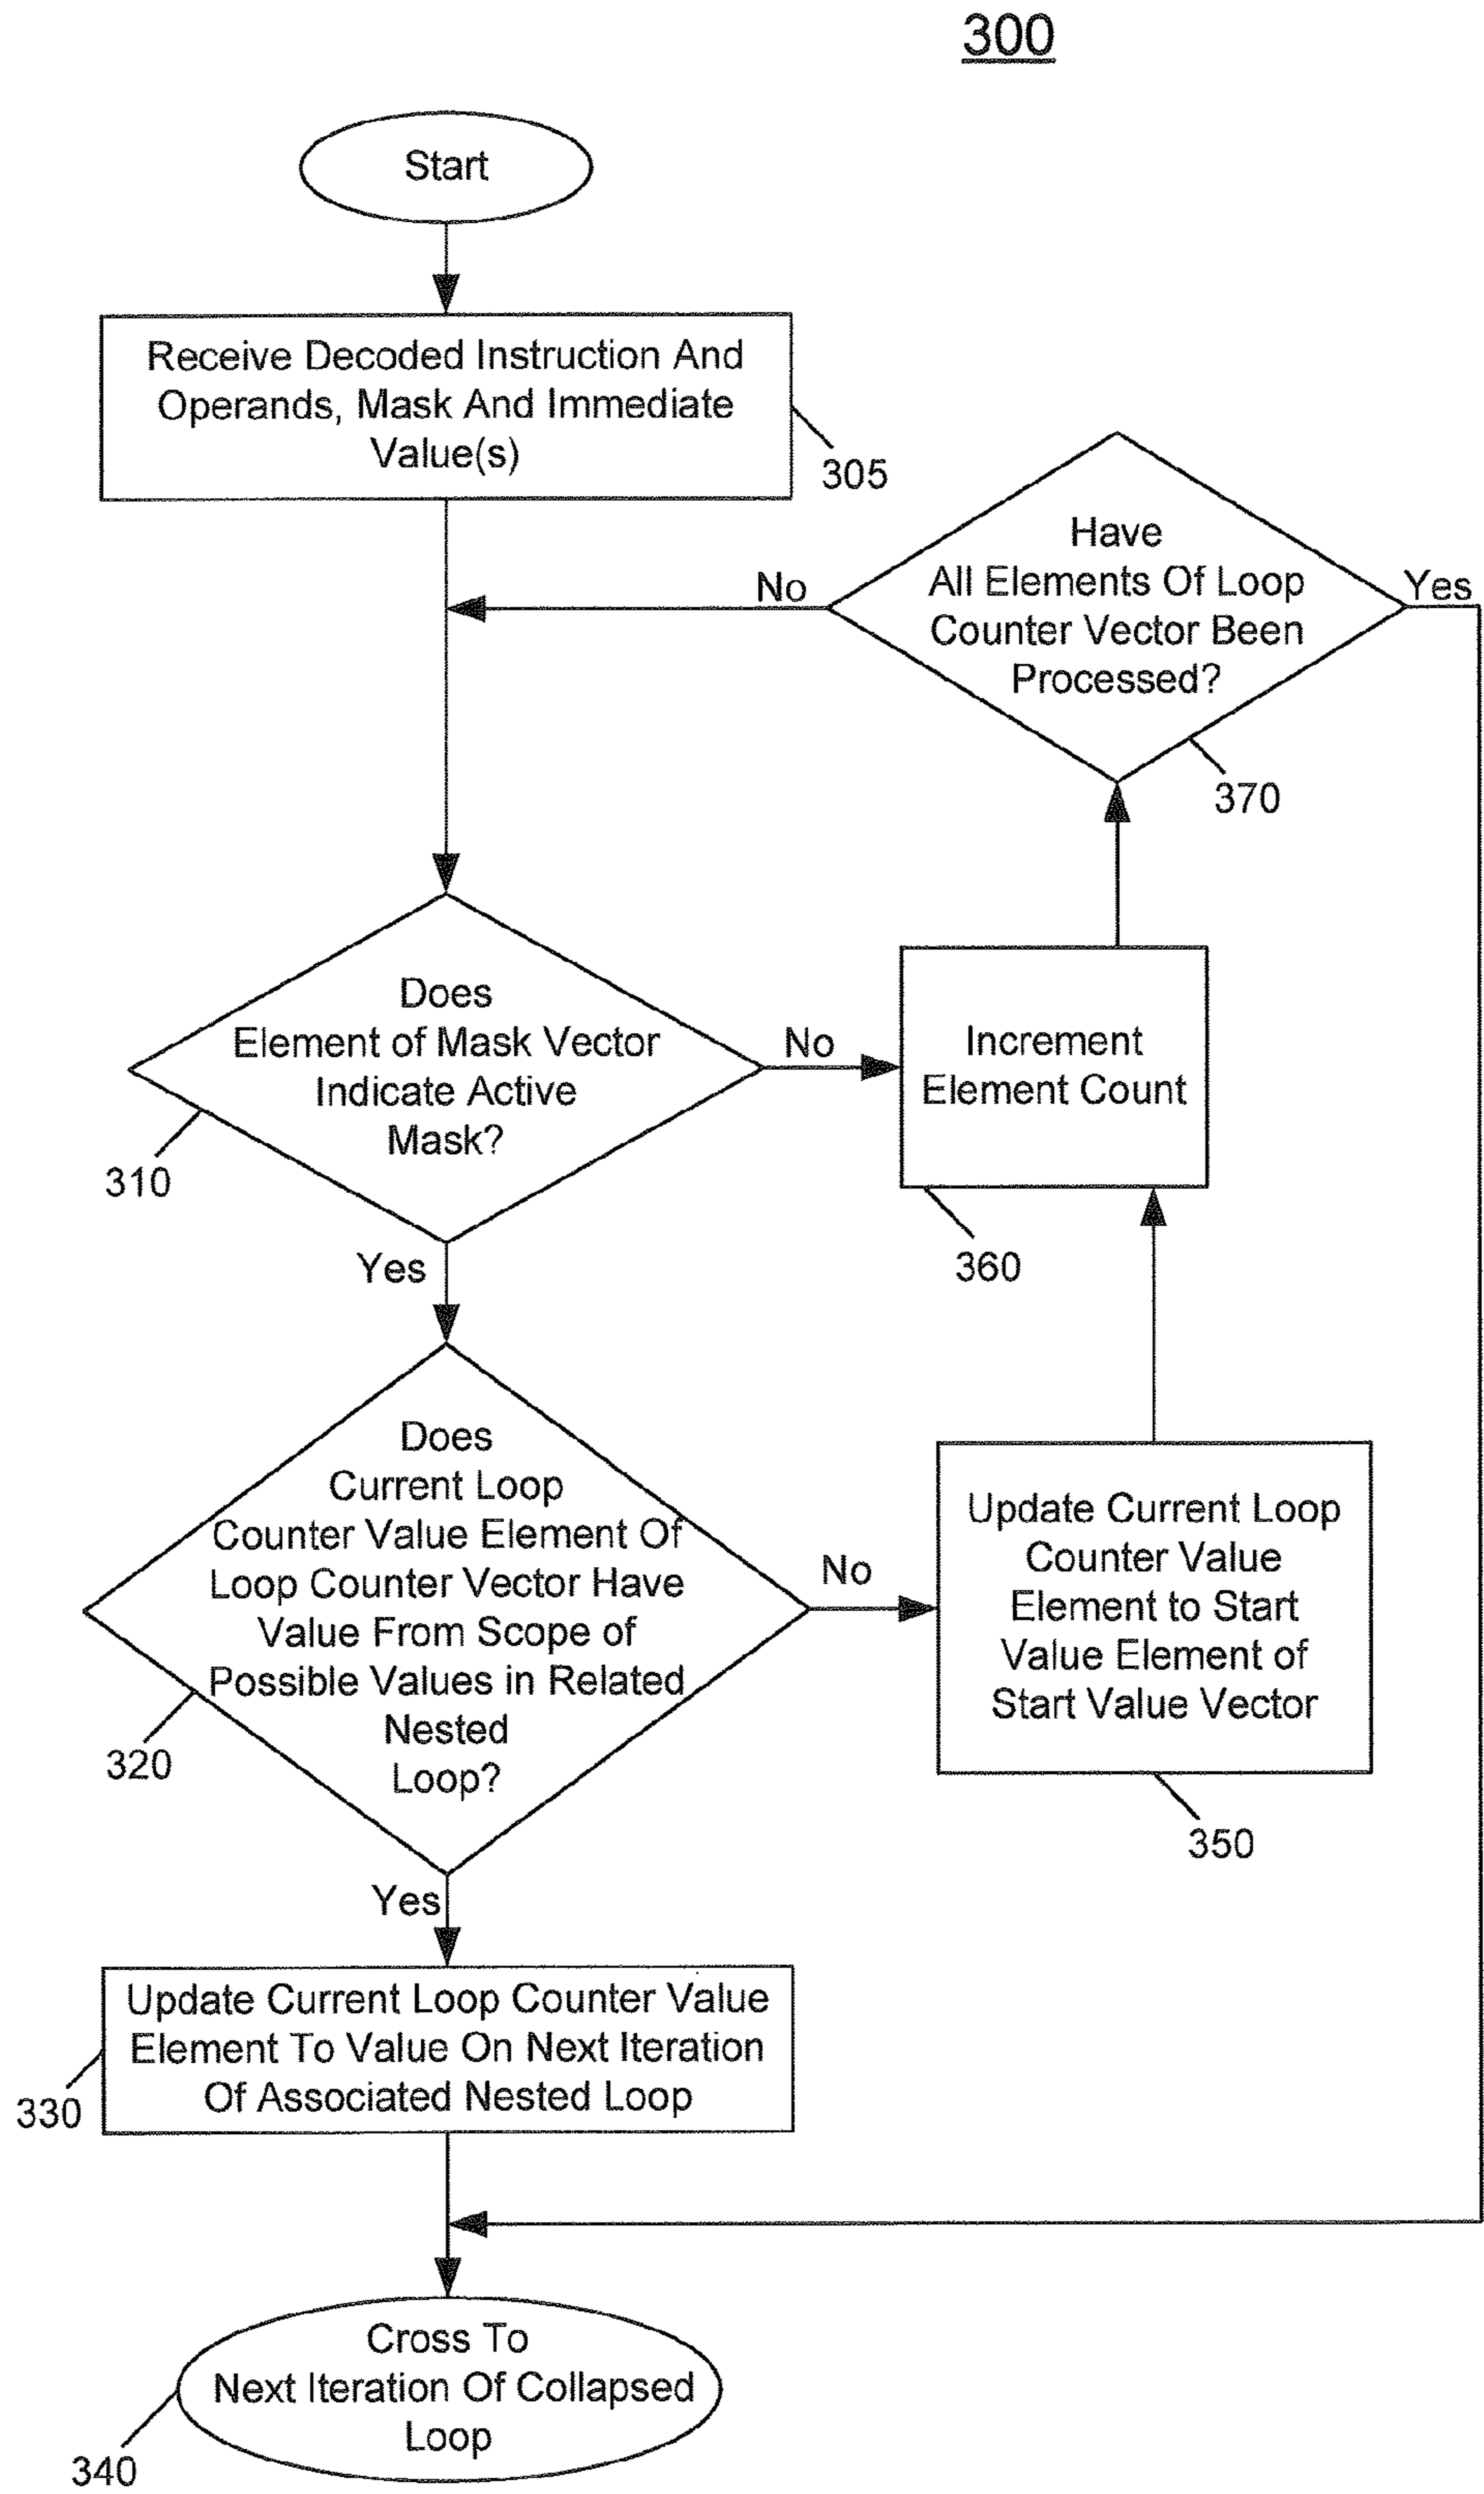 300
Start
Receive Decoded Instruction And
Operands, Mask And Immediate
Value(s)
305
Have
All Elements Of Loop
Counter Vector Been
Processed?
No
Yes
370
Does
Element of Mask Vector
Indicate Active
Mask?
No
310
Yes
Increment
Element Count
360
Does
Current Loop
Counter Value Element Of
Loop Counter Vector Have
Value From Scope of
Possible Values in Related
Nested
Loop?
No
320
Yes
Update Current Loop
Counter Value
Element to Start
Value Element of
Start Value Vector
350
Update Current Loop Counter Value
Element To Value On Next Iteration
Of Associated Nested Loop
330
Cross To
Next Iteration Of Collapsed
Loop
340